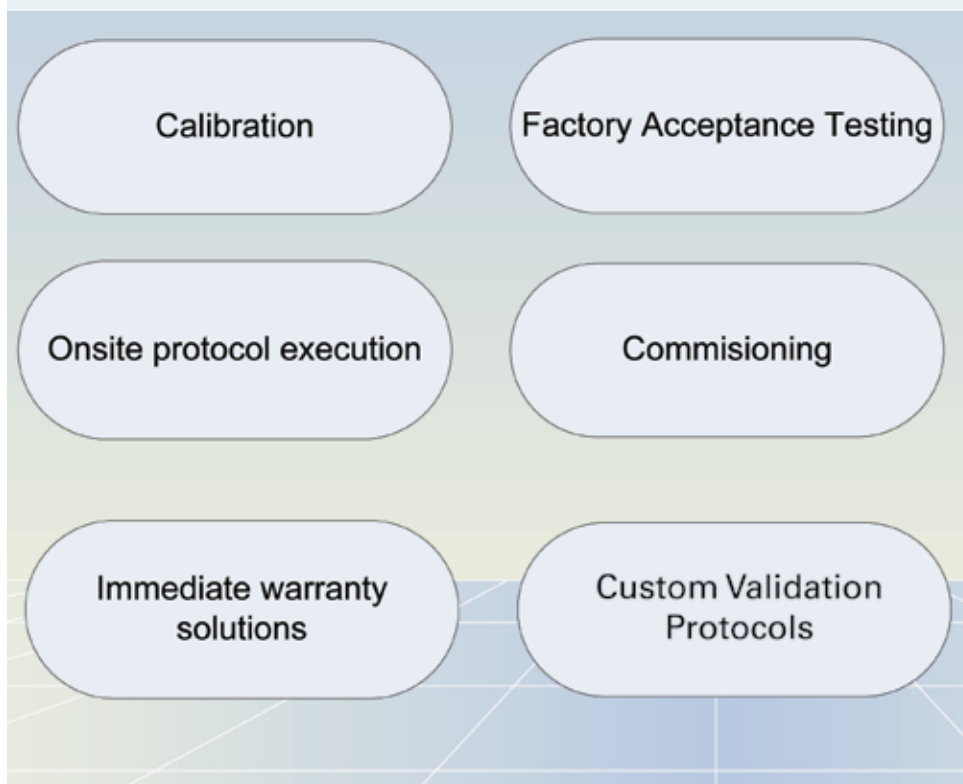 Calibration
Factory Acceptance Testing
Onsite protocol execution
Commisioning
Immediate warranty
solutions
Custom Validation
Protocols